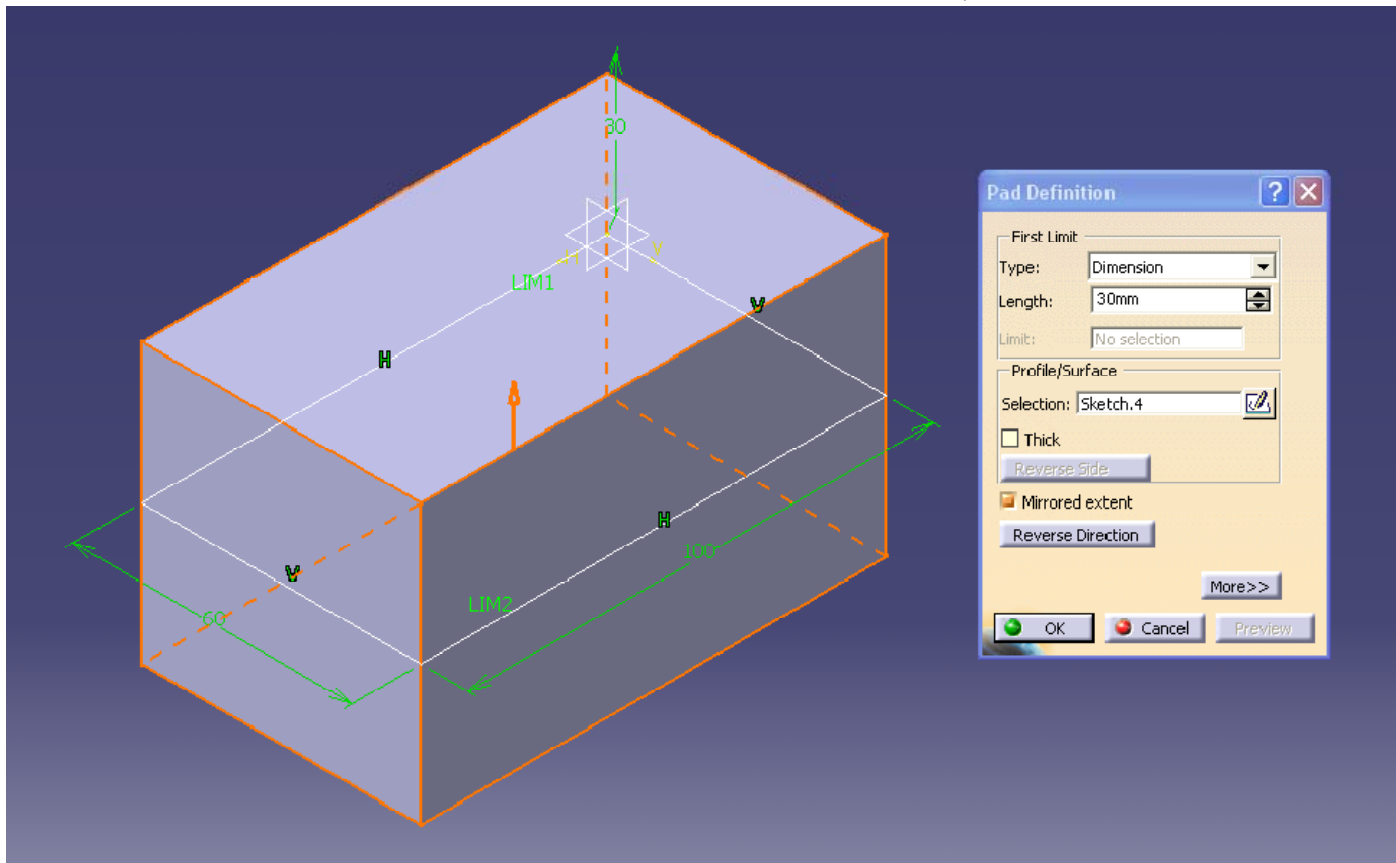 30
H
V
LIM1
V
H
Pad Definition
?
First Limit
Type: Dimension
Length: 30mm
Limit: No selection
Profile/Surface
Selection: Sketch.4
Thick
Reverse Side
Mirrored extent
Reverse Direction
More>>
OK Cancel Preview
H
100
V
LIM2
60